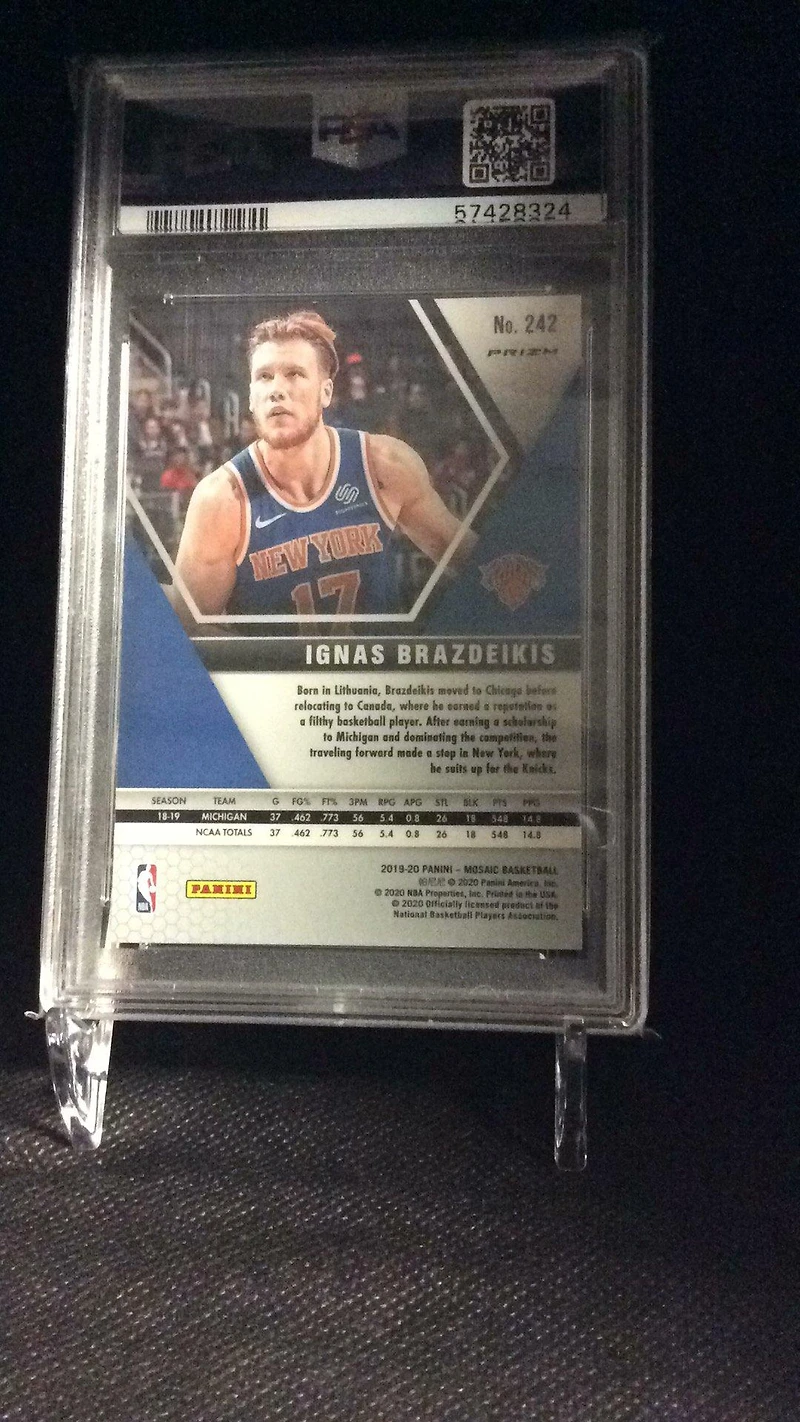 PSA
57428324
No. 242
PRIZM
NEW YORK
17
IGNAS BRAZDEIKIS
Born in Lithuania, Brazdeikis moved to Chicago before
relocating to Canada, where he earned a reputation as
a filthy basketball player. After earning a scholarship
to Michigan and dominating the competition, the
traveling forward made a stop in New York, where
he suits up for the Knicks.
SEASON TEAM G FG% FT% 3PM RPG APG STL BLK PTS PPG
18-19 MICHIGAN 37 .462 .773 56 5.4 0.8 26 18 548 14.8
NCAA TOTALS 37 .462 .773 56 5.4 0.8 26 18 548 14.8
2019-20 PANINI – MOSAIC BASKETBALL
© 2020 Panini America, Inc.
© 2020 NBA Properties, Inc. Printed in the USA.
© 2020 Officially licensed product of the
National Basketball Players Association.
NBA
PANINI